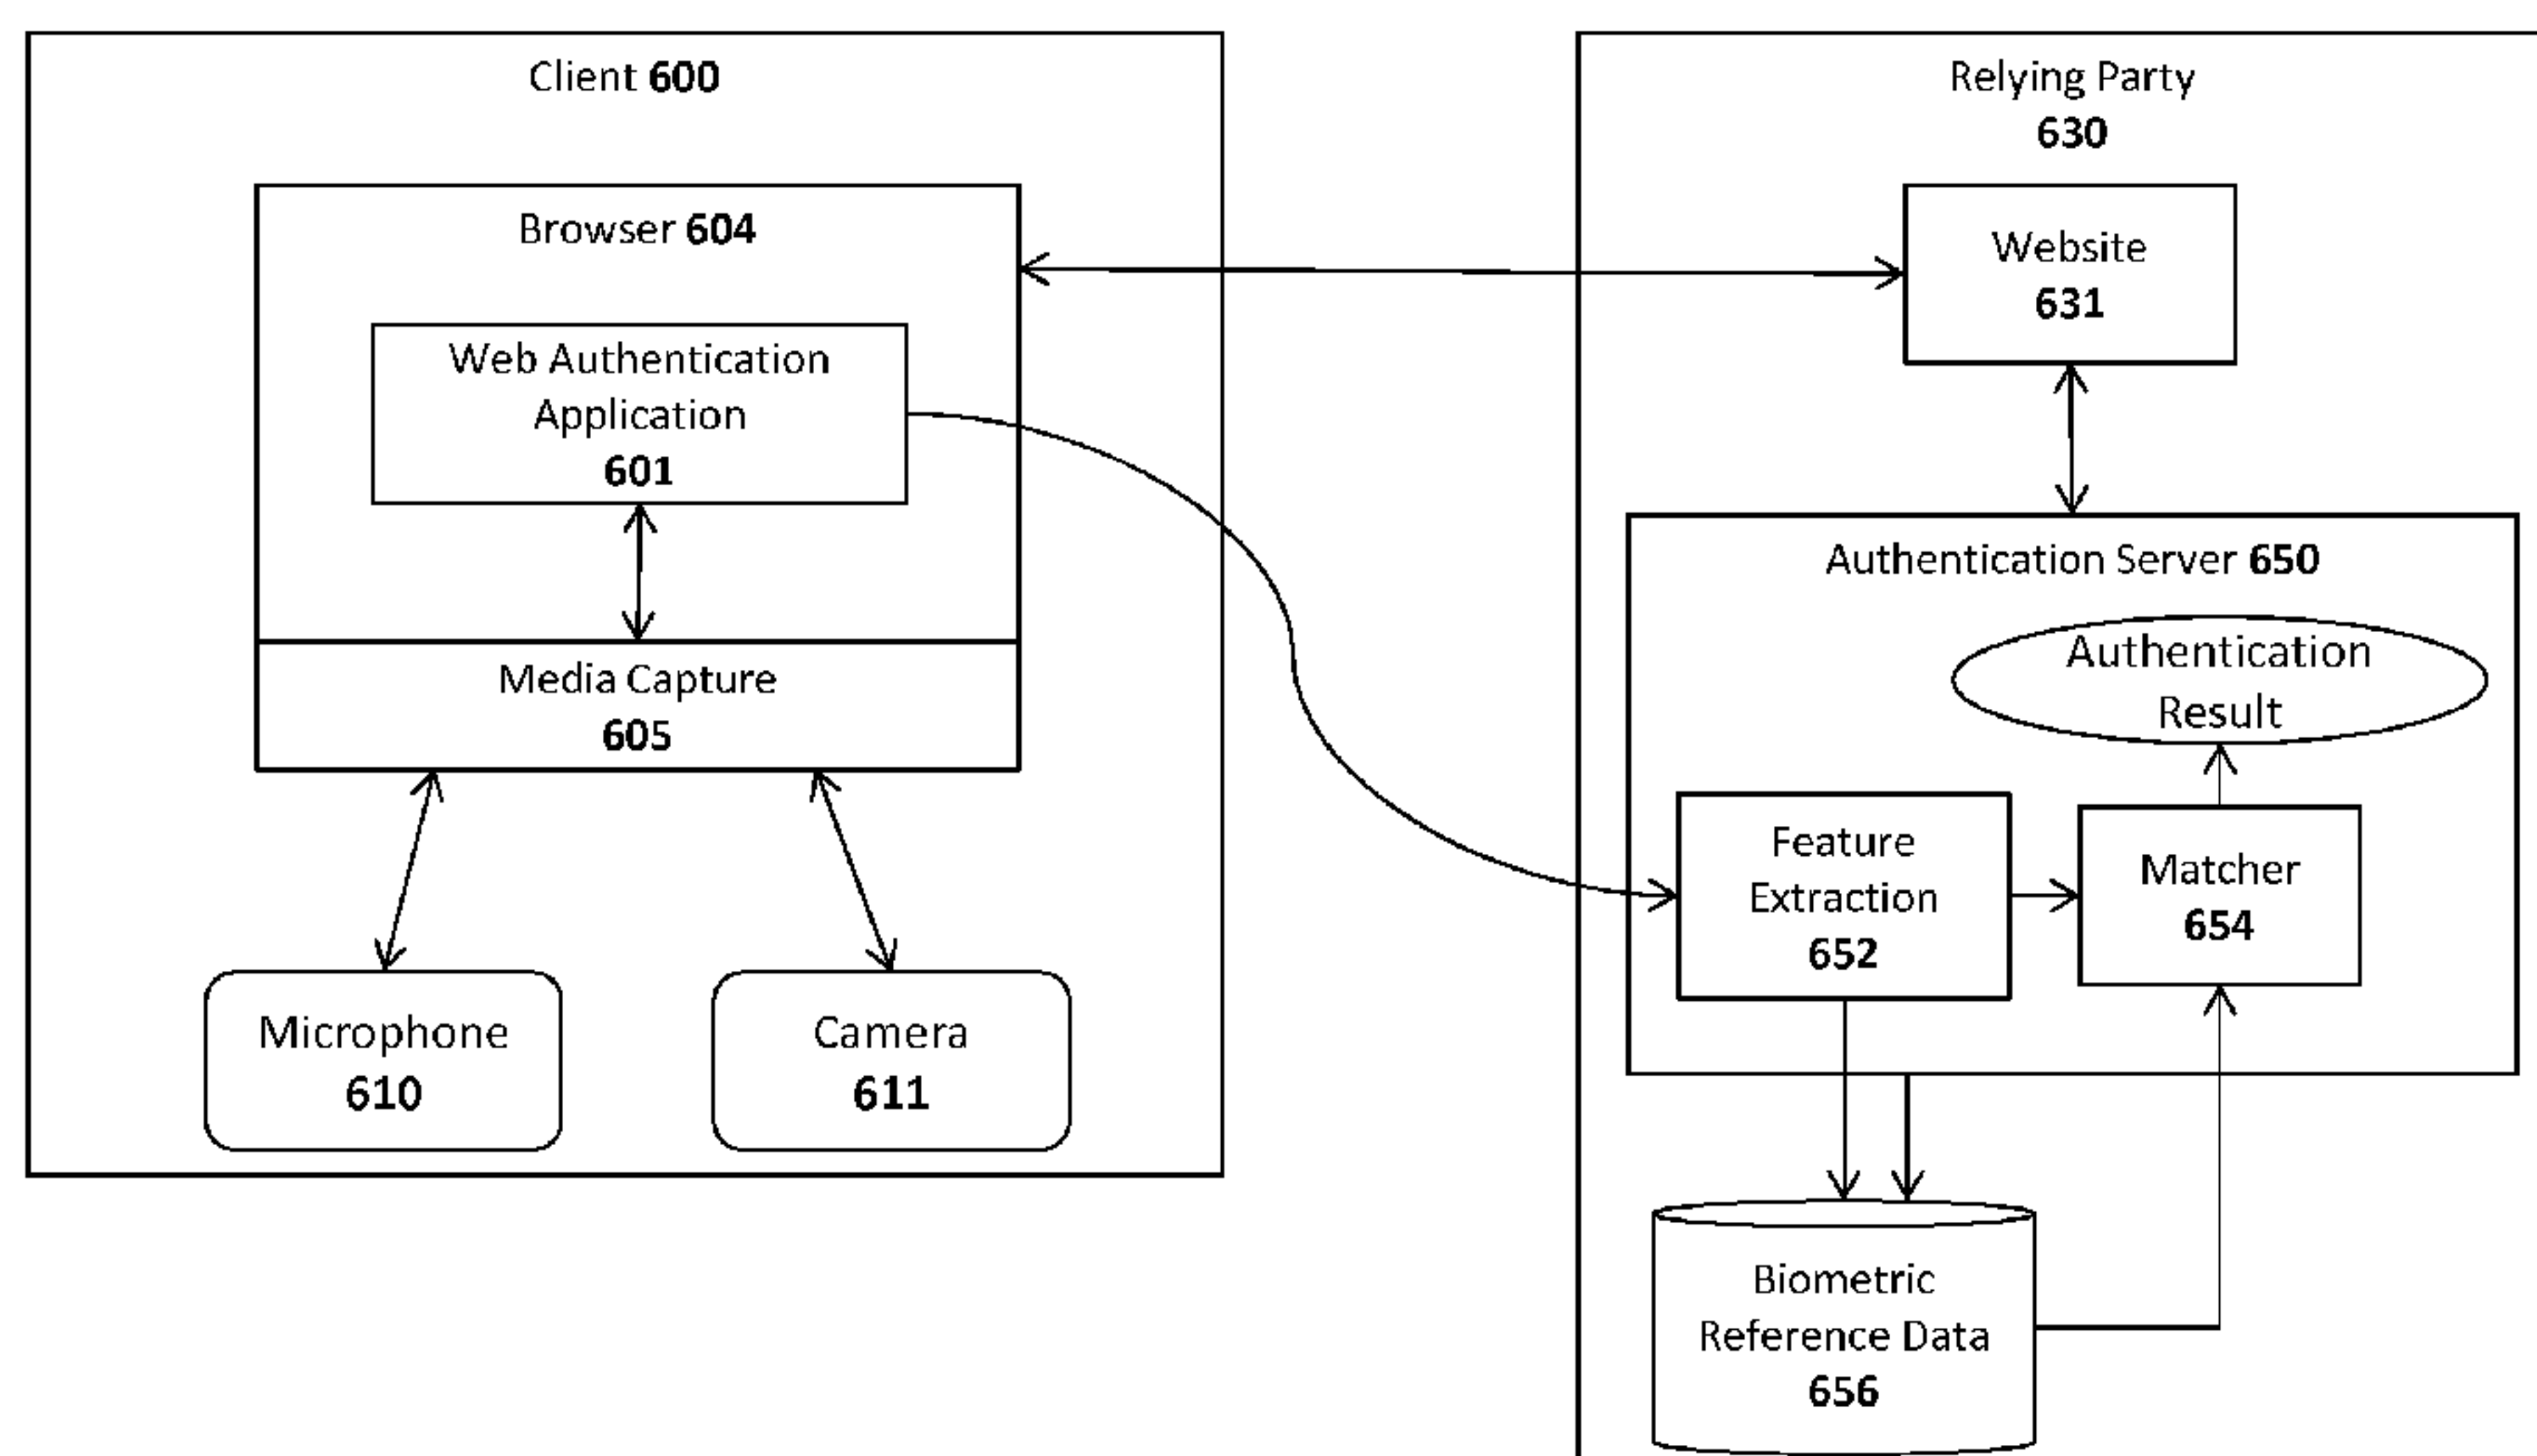 Client 600
Browser 604
Web Authentication
Application
601
Media Capture
605
Microphone
610
Camera
611
Relying Party
630
Website
631
Authentication Server 650
Authentication
Result
Feature
Extraction
652
Matcher
654
Biometric
Reference Data
656